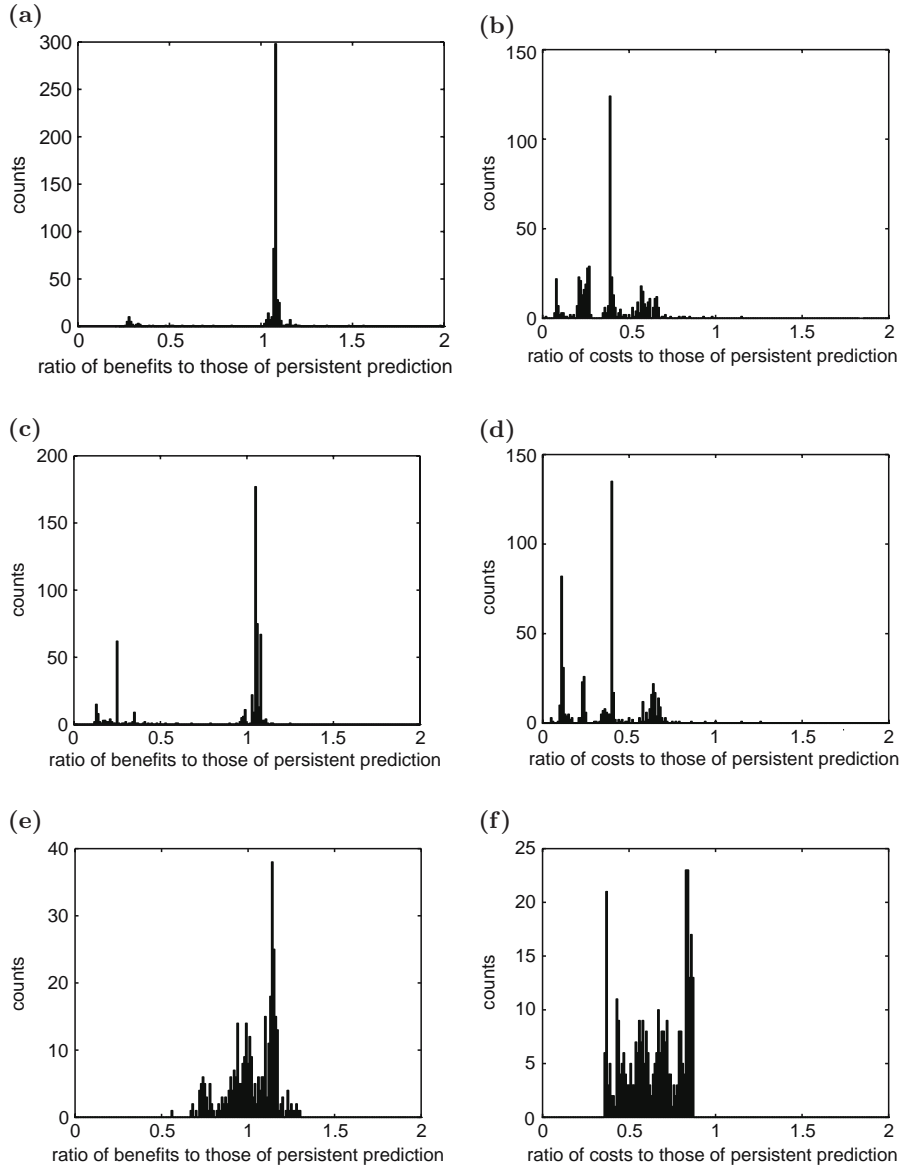 (a)
300
250
200
150
100
50
0
counts
0 0.5 1 1.5 2
ratio of benefits to those of persistent prediction
(b)
150
100
50
0
counts
0 0.5 1 1.5 2
ratio of costs to those of persistent prediction
(c)
200
150
100
50
0
counts
0 0.5 1 1.5 2
ratio of benefits to those of persistent prediction
(d)
150
100
50
0
counts
0 0.5 1 1.5 2
ratio of costs to those of persistent prediction
(e)
40
30
20
10
0
counts
0 0.5 1 1.5 2
ratio of benefits to those of persistent prediction
(f)
25
20
15
10
5
0
counts
0 0.5 1 1.5 2
ratio of costs to those of persistent prediction